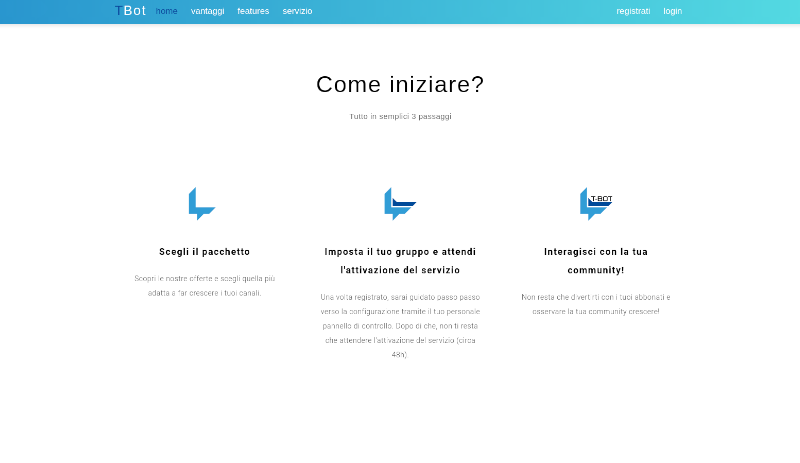 TBot home vantaggi features servizio registrati login
Come iniziare?
Tutto in semplici 3 passaggi
T-BOT
Scegli il pacchetto
Scopri le nostre offerte e scegli quella più
adatta a far crescere i tuoi canali.
Imposta il tuo gruppo e attendi
l'attivazione del servizio
Una volta registrato, sarai guidato passo passo
verso la configurazione tramite il tuo personale
pannello di controllo. Dopo di che, non ti resta
che attendere l'attivazione del servizio (circa
48h).
Interagisci con la tua
community!
Non resta che divertirti con i tuoi abbonati e
osservare la tua community crescere!